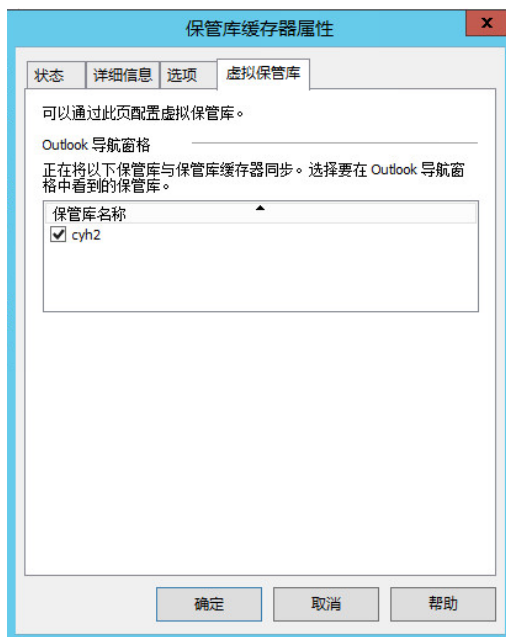 保管库缓存器属性
x
状态 详细信息 选项 虚拟保管库
可以通过此页配置虚拟保管库。
Outlook 导航窗格
正在将以下保管库与保管库缓存器同步。选择要在 Outlook 导航窗
格中看到的保管库。
保管库名称
cyh2
确定 取消 帮助